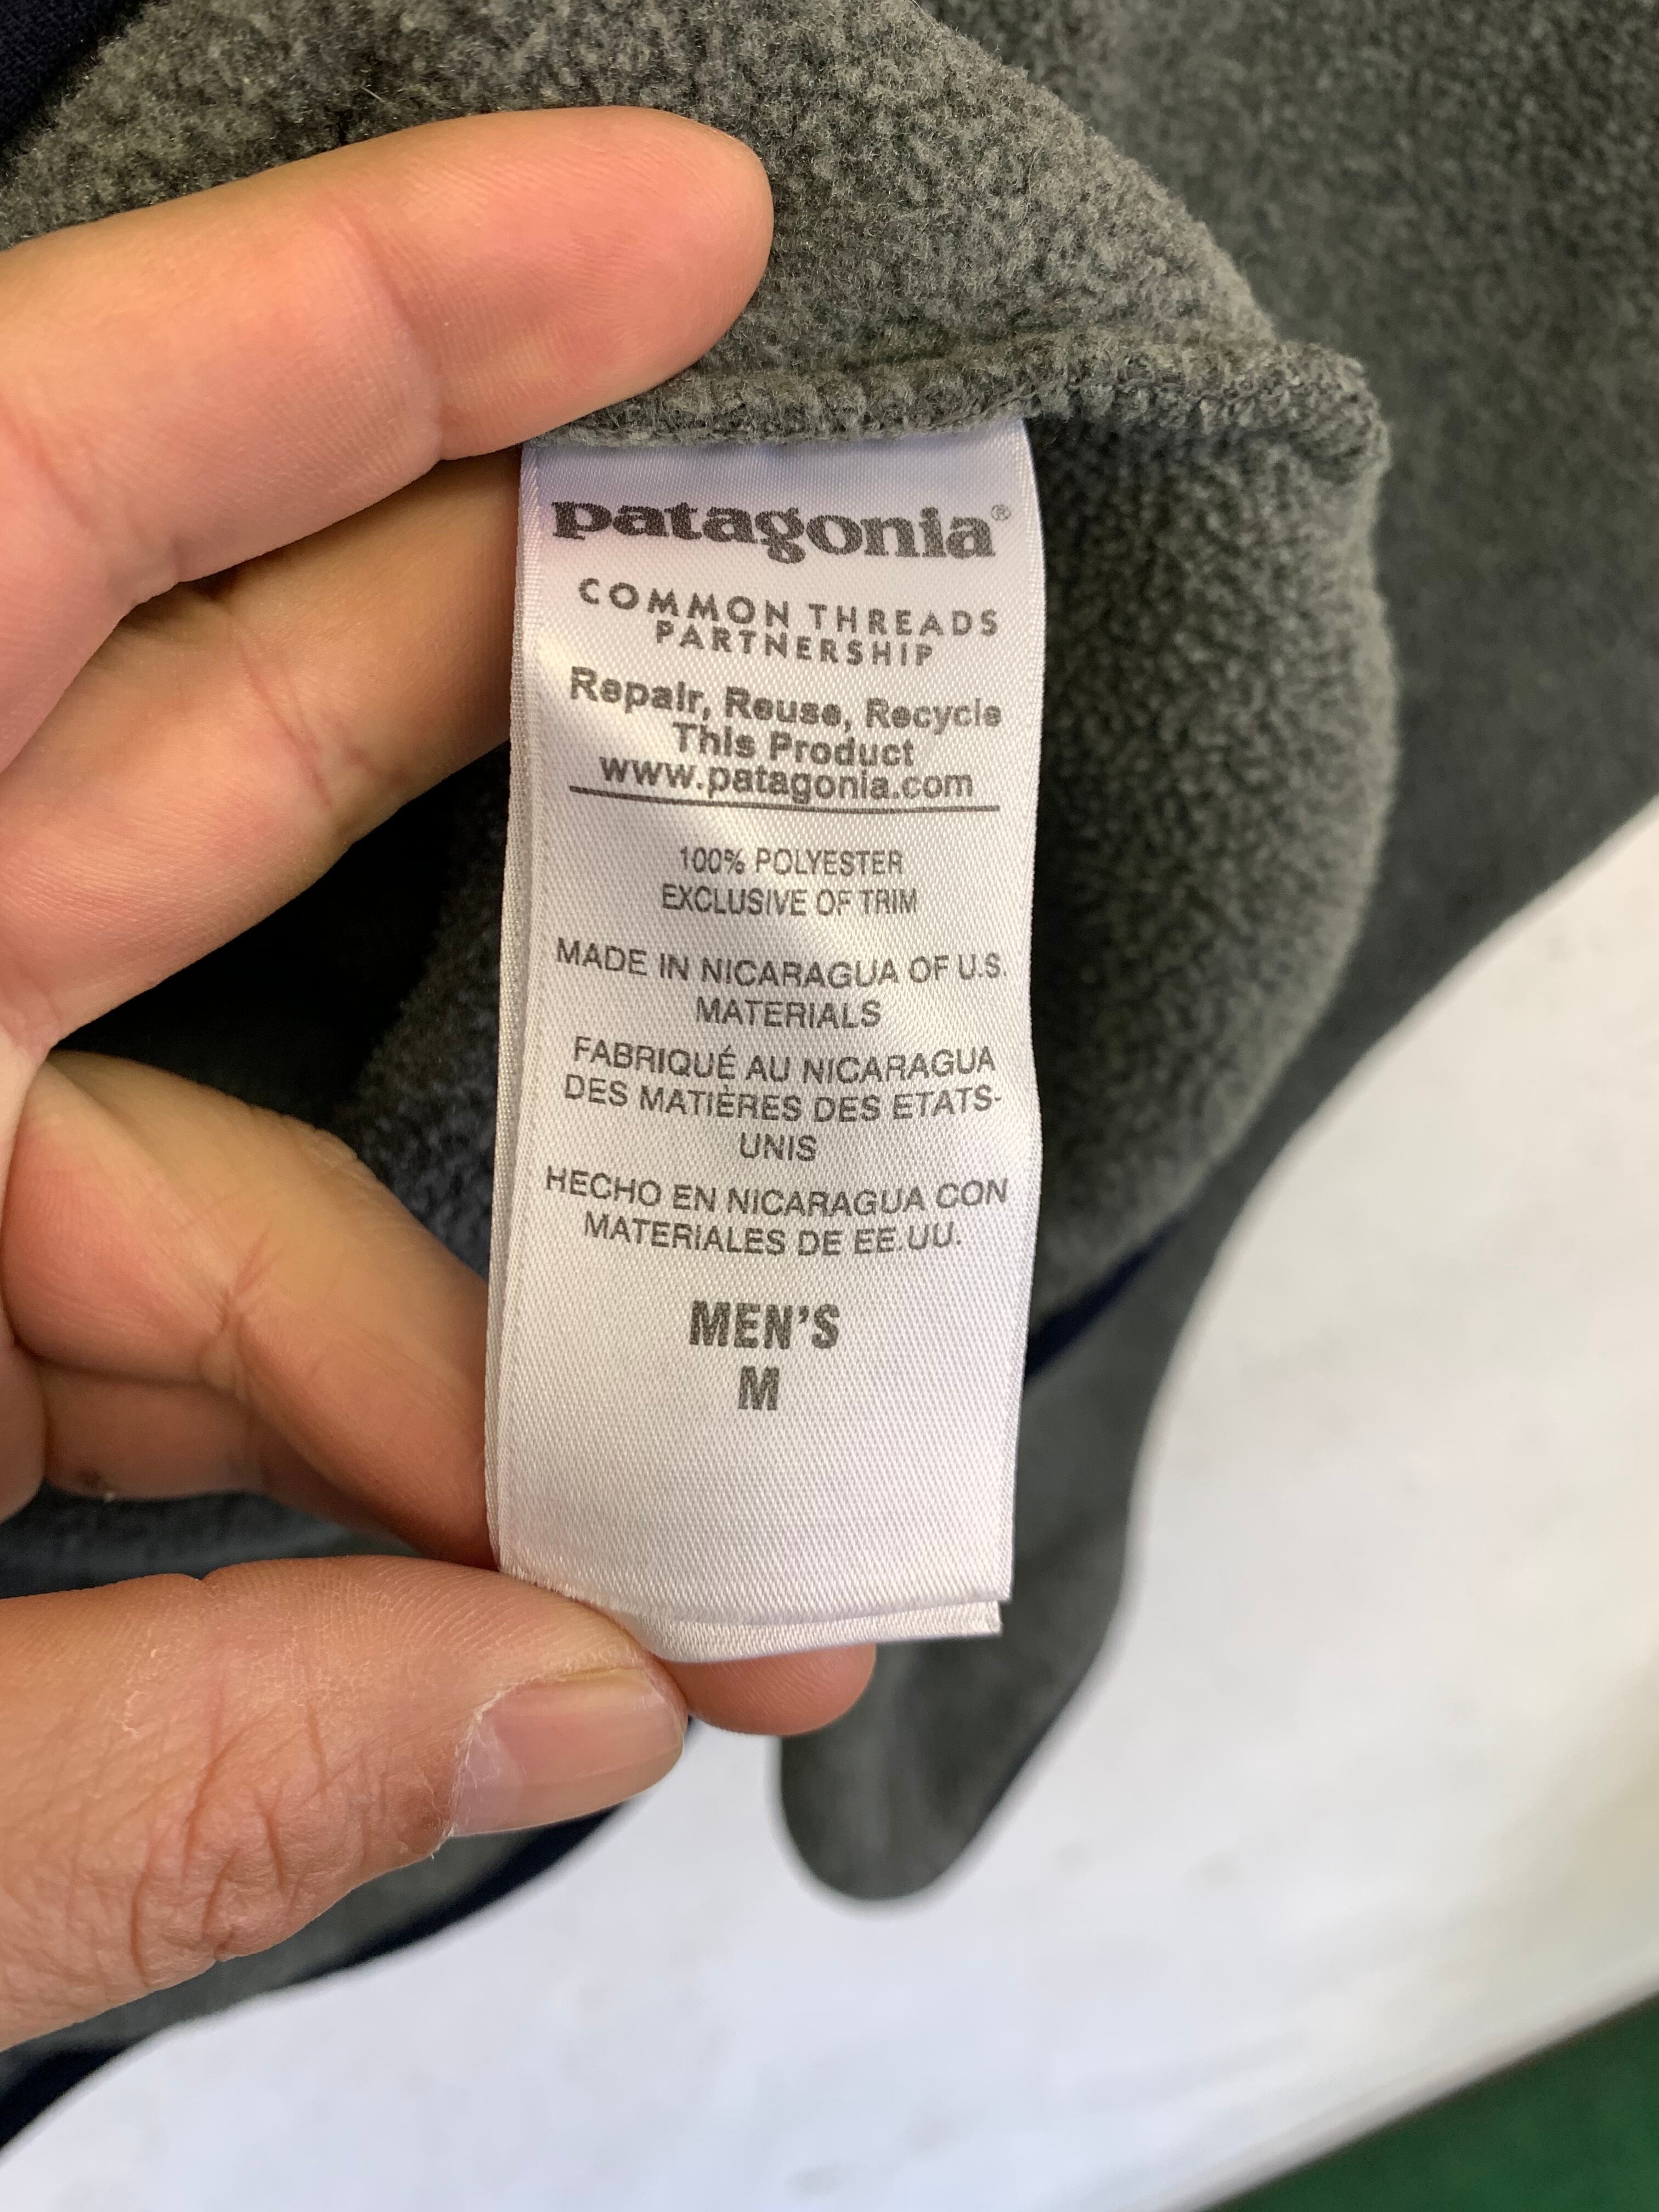 patagonia®
COMMON THREADS
PARTNERSHIP
Repair, Reuse, Recycle
This Product
www.patagonia.com
100% POLYESTER
EXCLUSIVE OF TRIM
MADE IN NICARAGUA OF U.S.
MATERIALS
FABRIQUÉ AU NICARAGUA
DES MATIÈRES DES ETATS-
UNIS
HECHO EN NICARAGUA CON
MATERIALES DE EE.UU.
MEN'S
M